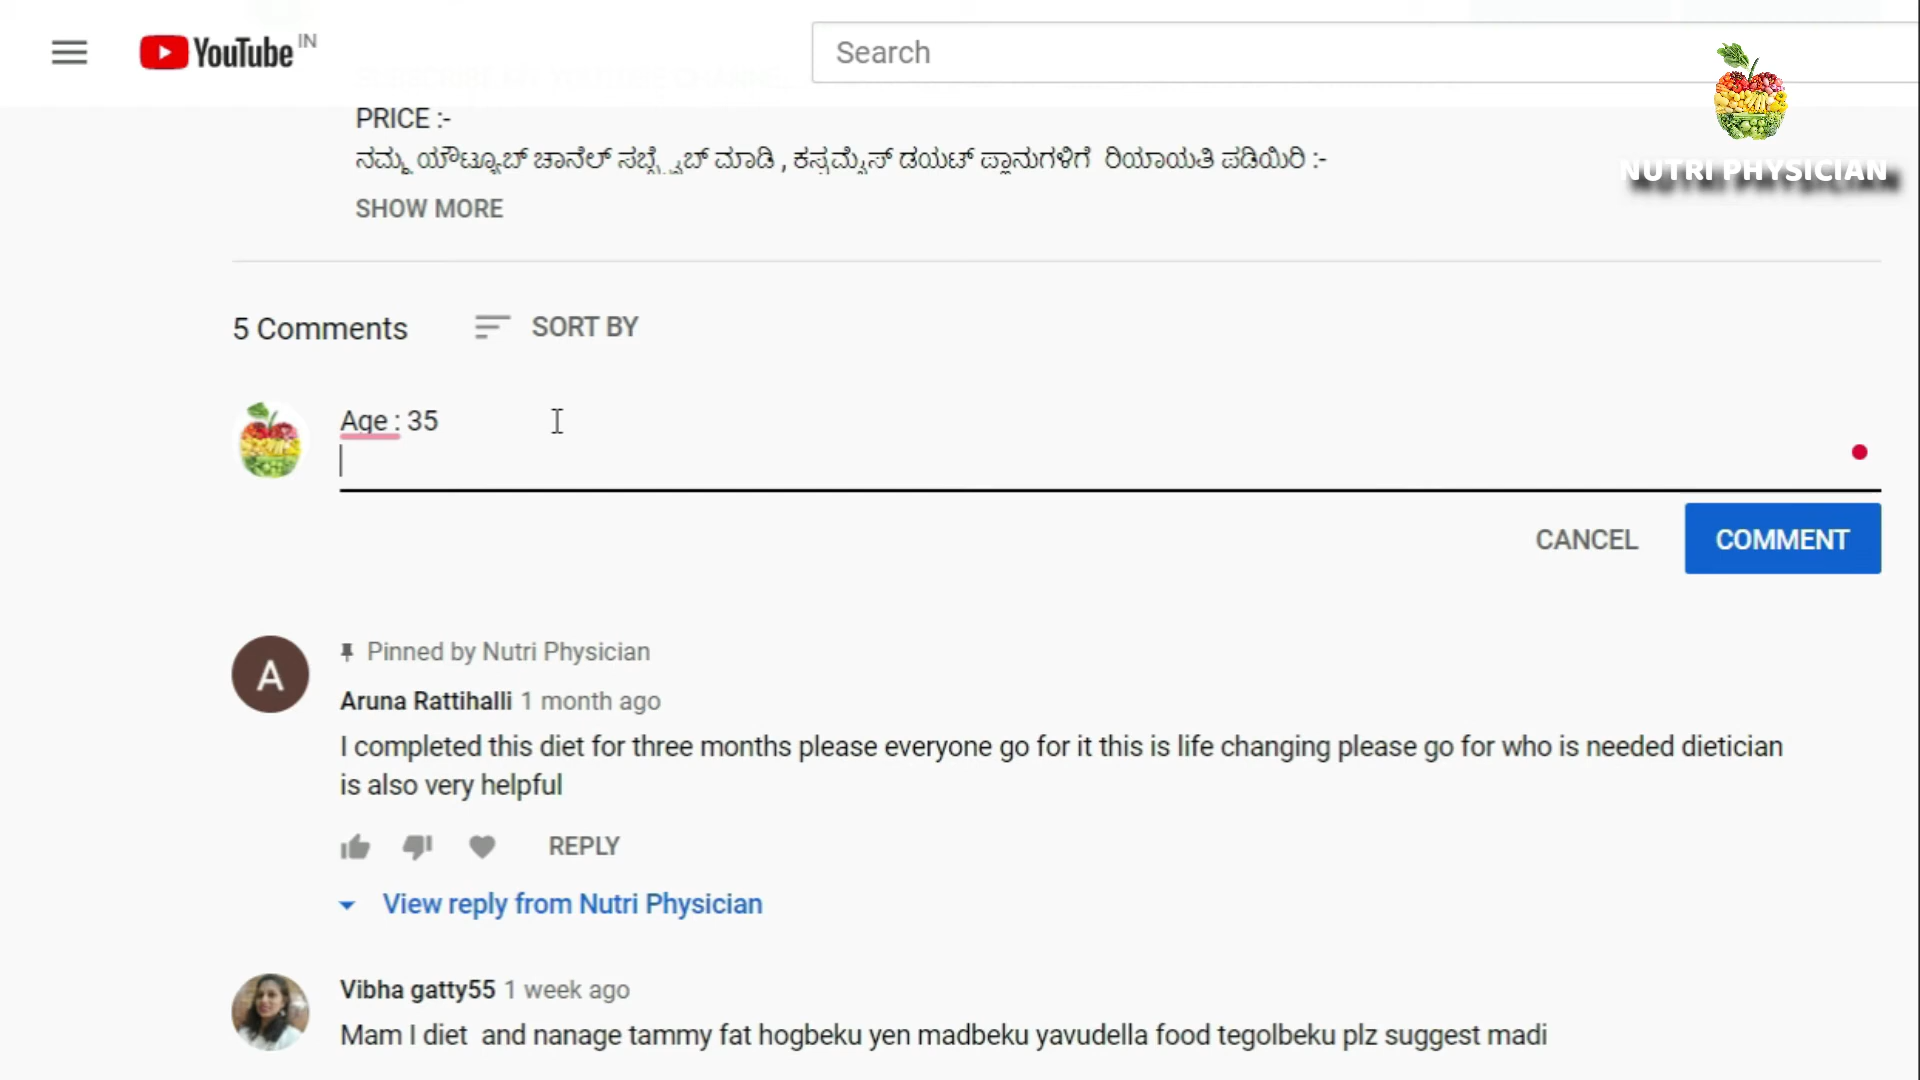 YouTube IN
Search
PRICE :-
ನಮ್ಮ ಯೌಟ್ಯೂಬ್ ಚಾನೆಲ್ ಸಬ್ಸ್ಕ್ರೈಬ್ ಮಾಡಿ , ಕಸ್ಟಮೈಸ್ ಡಯಟ್ ಪ್ಲಾನುಗಳಿಗೆ ರಿಯಾಯತಿ ಪಡಿಯಿರಿ :-
NUTRI PHYSICIAN
SHOW MORE
5 Comments SORT BY
Age : 35
CANCEL COMMENT
A
Pinned by Nutri Physician
Aruna Rattihalli 1 month ago
I completed this diet for three months please everyone go for it this is life changing please go for who is needed dietician
is also very helpful
REPLY
View reply from Nutri Physician
Vibha gatty55 1 week ago
Mam I diet and nanage tammy fat hogbeku yen madbeku yavudella food tegolbeku plz suggest madi